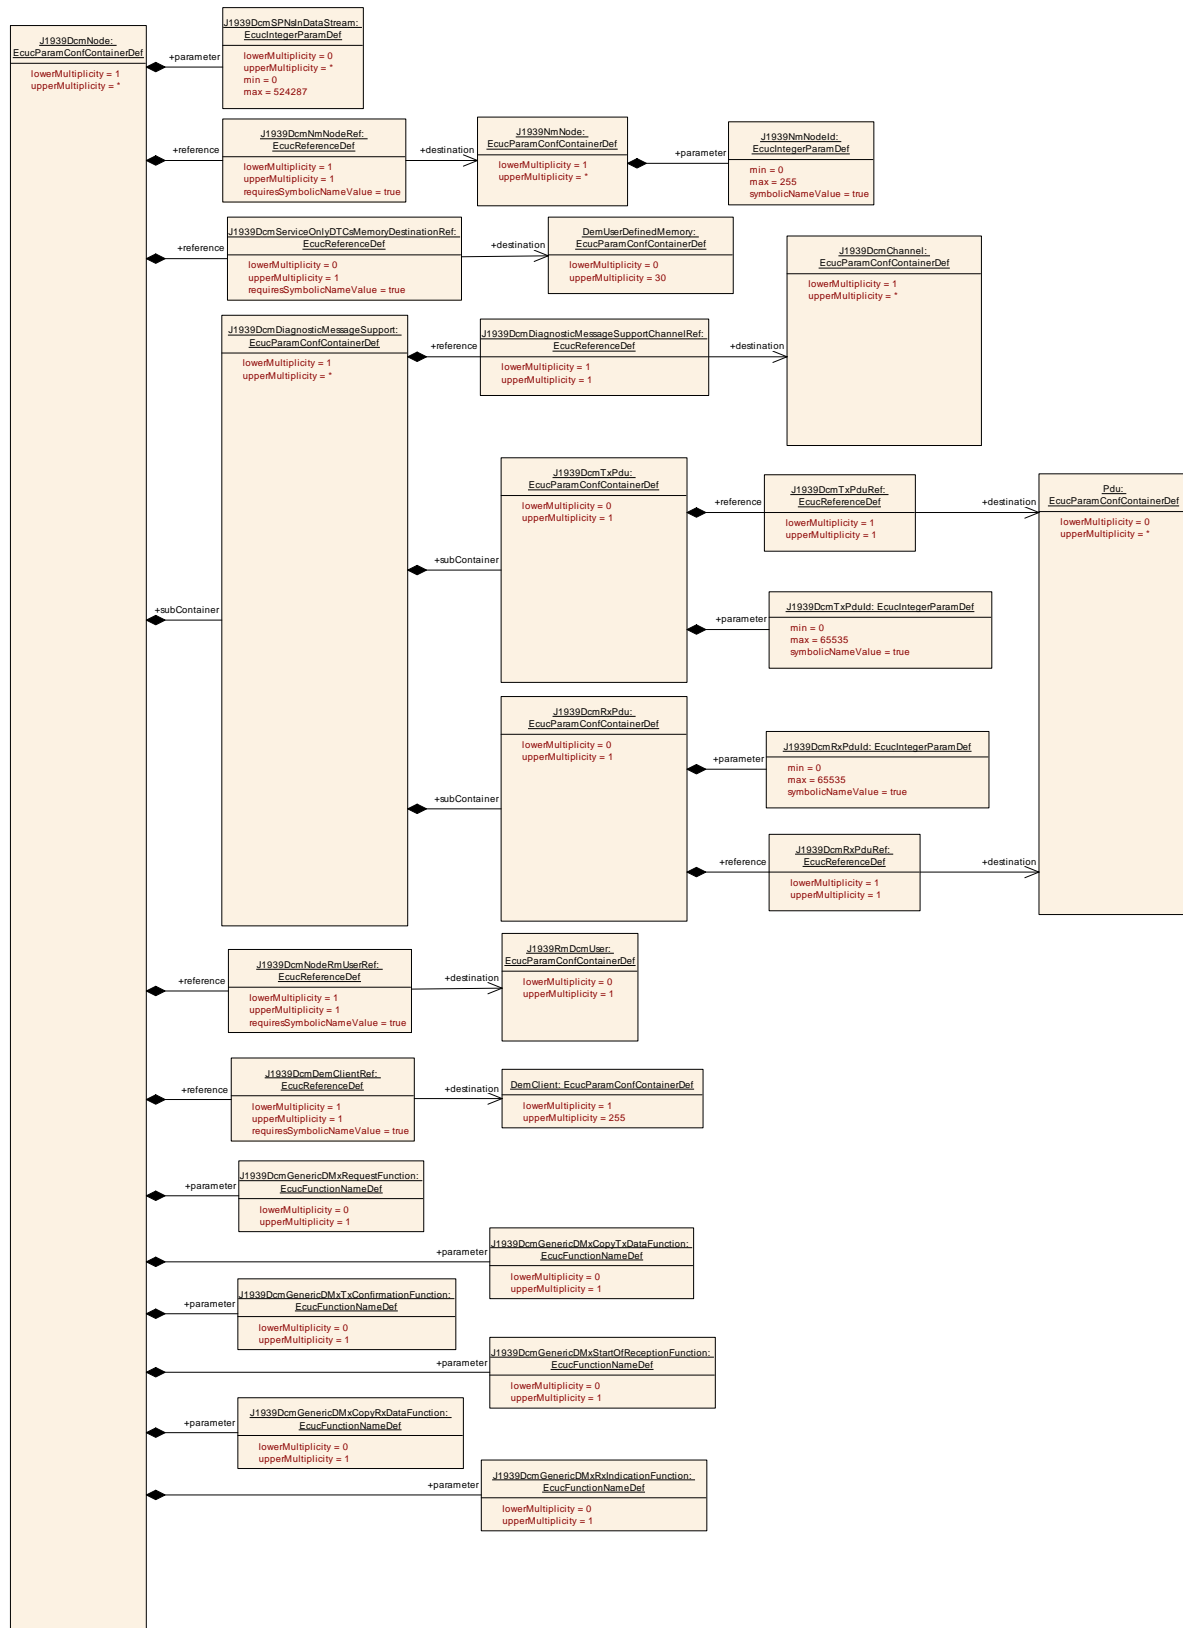 J1939DcmNode:
EcucParamConfContainerDef
lowerMultiplicity = 1
upperMultiplicity = *
+parameter
J1939DcmSPNsInDataStream:
EcucIntegerParamDef
lowerMultiplicity = 0
upperMultiplicity = *
min = 0
max = 524287
+reference
J1939DcmNmNodeRef:
EcucReferenceDef
lowerMultiplicity = 1
upperMultiplicity = 1
requiresSymbolicNameValue = true
+destination
J1939NmNode:
EcucParamConfContainerDef
lowerMultiplicity = 1
upperMultiplicity = *
+parameter
J1939NmNodeId:
EcucIntegerParamDef
min = 0
max = 255
symbolicNameValue = true
+reference
J1939DcmServiceOnlyDTCsMemoryDestinationRef:
EcucReferenceDef
lowerMultiplicity = 0
upperMultiplicity = 1
requiresSymbolicNameValue = true
+destination
DemUserDefinedMemory:
EcucParamConfContainerDef
lowerMultiplicity = 0
upperMultiplicity = 30
J1939DcmChannel:
EcucParamConfContainerDef
lowerMultiplicity = 1
upperMultiplicity = *
+subContainer
J1939DcmDiagnosticMessageSupport:
EcucParamConfContainerDef
lowerMultiplicity = 1
upperMultiplicity = *
+reference
J1939DcmDiagnosticMessageSupportChannelRef:
EcucReferenceDef
lowerMultiplicity = 1
upperMultiplicity = 1
+destination
+subContainer
J1939DcmTxPdu:
EcucParamConfContainerDef
lowerMultiplicity = 0
upperMultiplicity = 1
+reference
J1939DcmTxPduRef:
EcucReferenceDef
lowerMultiplicity = 1
upperMultiplicity = 1
+destination
Pdu:
EcucParamConfContainerDef
lowerMultiplicity = 0
upperMultiplicity = *
+parameter
J1939DcmTxPduId: EcucIntegerParamDef
min = 0
max = 65535
symbolicNameValue = true
+subContainer
J1939DcmRxPdu:
EcucParamConfContainerDef
lowerMultiplicity = 0
upperMultiplicity = 1
+parameter
J1939DcmRxPduId: EcucIntegerParamDef
min = 0
max = 65535
symbolicNameValue = true
+reference
J1939DcmRxPduRef:
EcucReferenceDef
lowerMultiplicity = 1
upperMultiplicity = 1
+destination
+reference
J1939DcmNodeRmUserRef:
EcucReferenceDef
lowerMultiplicity = 1
upperMultiplicity = 1
requiresSymbolicNameValue = true
+destination
J1939RmDcmUser:
EcucParamConfContainerDef
lowerMultiplicity = 0
upperMultiplicity = 1
+reference
J1939DcmDemClientRef:
EcucReferenceDef
lowerMultiplicity = 1
upperMultiplicity = 1
requiresSymbolicNameValue = true
+destination
DemClient: EcucParamConfContainerDef
lowerMultiplicity = 1
upperMultiplicity = 255
+parameter
J1939DcmGenericDMxRequestFunction:
EcucFunctionNameDef
lowerMultiplicity = 0
upperMultiplicity = 1
+parameter
J1939DcmGenericDMxCopyTxDataFunction:
EcucFunctionNameDef
lowerMultiplicity = 0
upperMultiplicity = 1
+parameter
J1939DcmGenericDMxTxConfirmationFunction:
EcucFunctionNameDef
lowerMultiplicity = 0
upperMultiplicity = 1
+parameter
J1939DcmGenericDMxStartOfReceptionFunction:
EcucFunctionNameDef
lowerMultiplicity = 0
upperMultiplicity = 1
+parameter
J1939DcmGenericDMxCopyRxDataFunction:
EcucFunctionNameDef
lowerMultiplicity = 0
upperMultiplicity = 1
+parameter
J1939DcmGenericDMxRxIndicationFunction:
EcucFunctionNameDef
lowerMultiplicity = 0
upperMultiplicity = 1